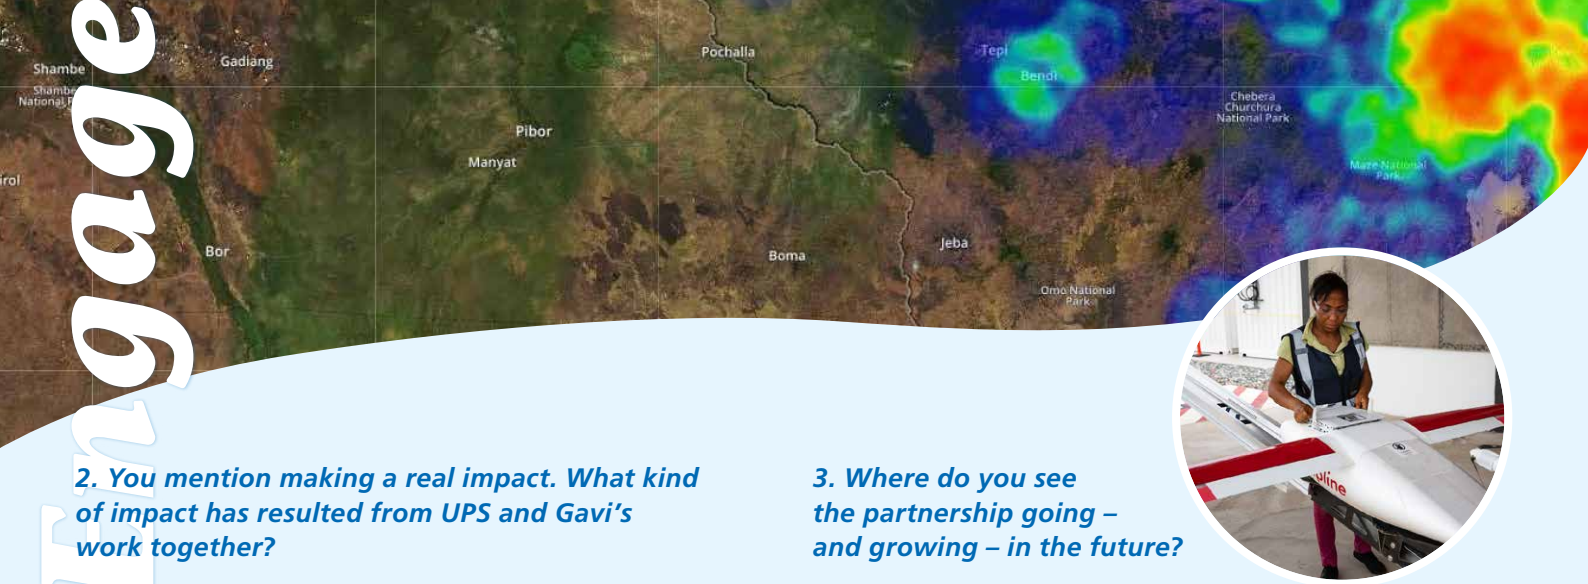 Engage
Shambe
Gadiang
Pochalla
Tepi
Bendi
Shambe
National
Chebera
Churchura
National Park
Pibor
Manyat
Maze National
Park
Bor
Boma
Jeba
Omo National
Park
2. You mention making a real impact. What kind
of impact has resulted from UPS and Gavi’s
work together?
3. Where do you see
the partnership going –
and growing – in the future?